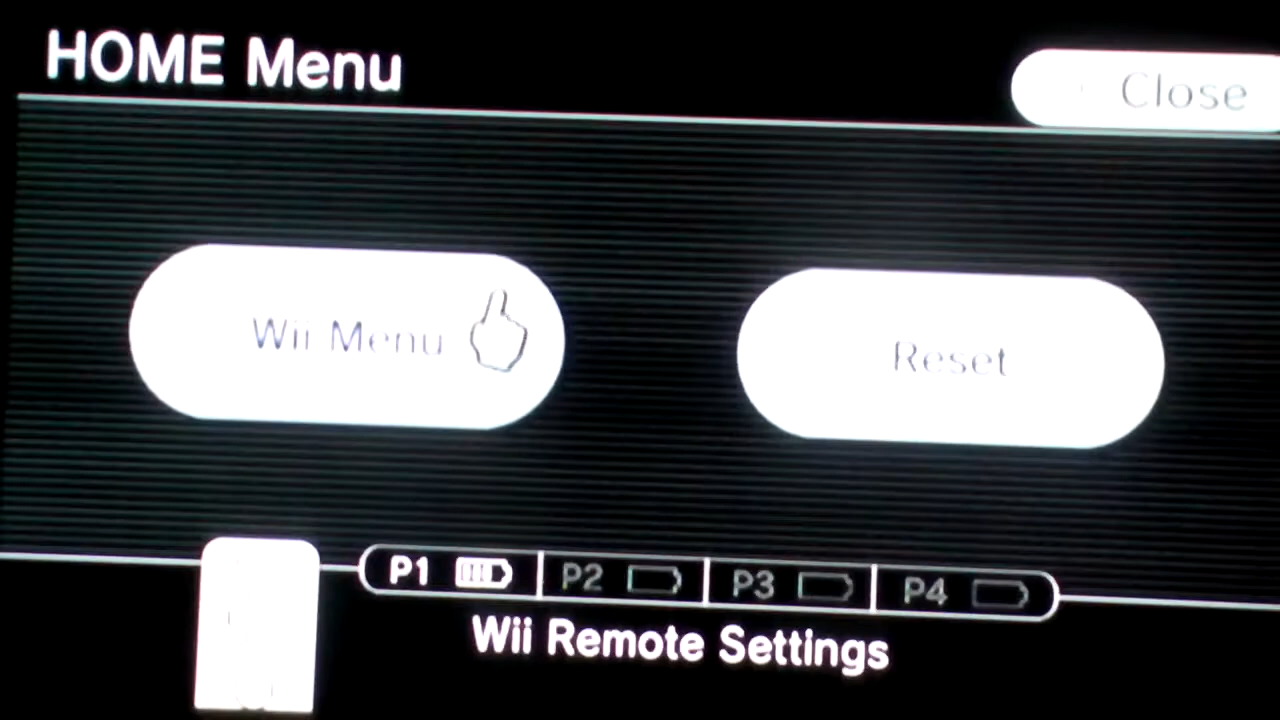 HOME Menu
Close
Wii Menu
Reset
P1 P2 P3 P4
Wii Remote Settings